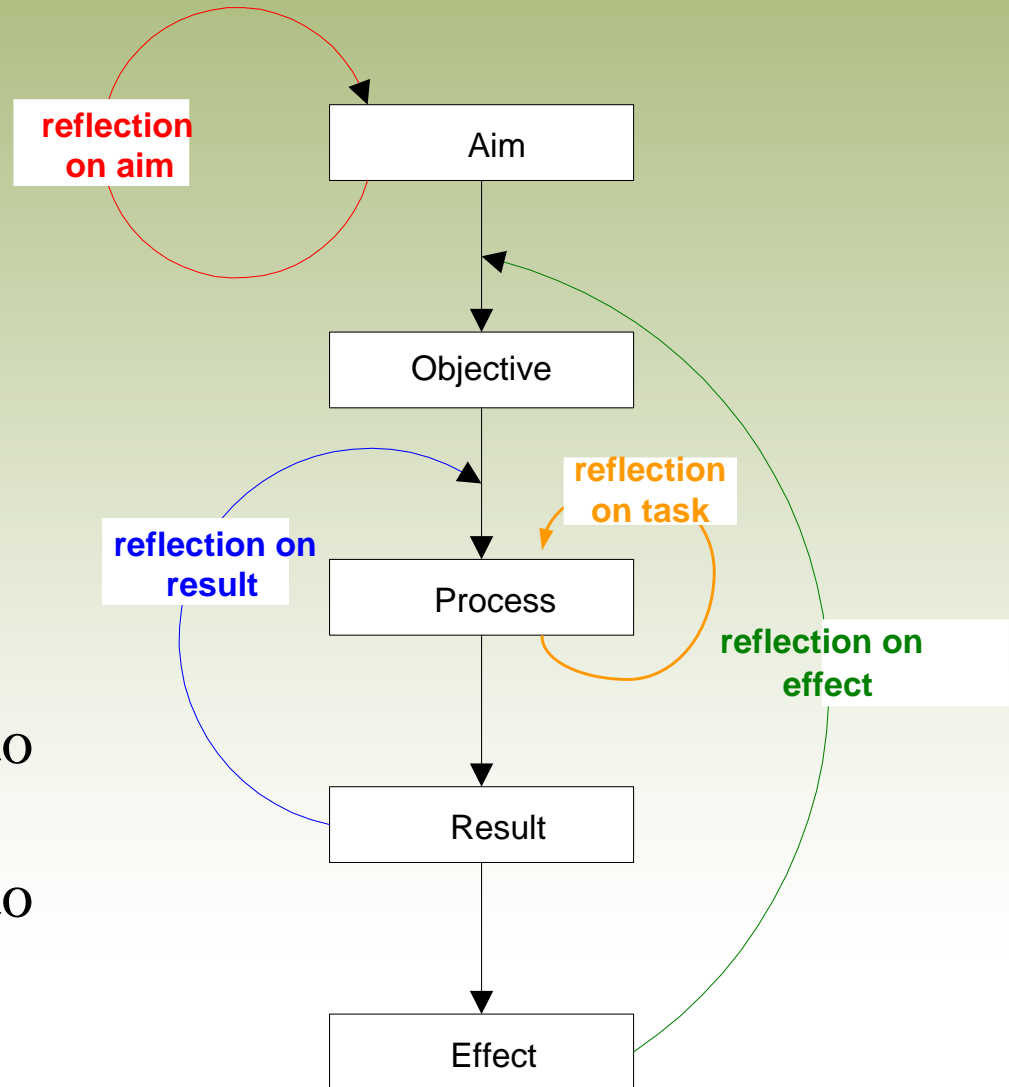 reflection
on aim
Aim
Objective
reflection
on task
reflection on
result
Process
reflection on
effect
Result
Effect